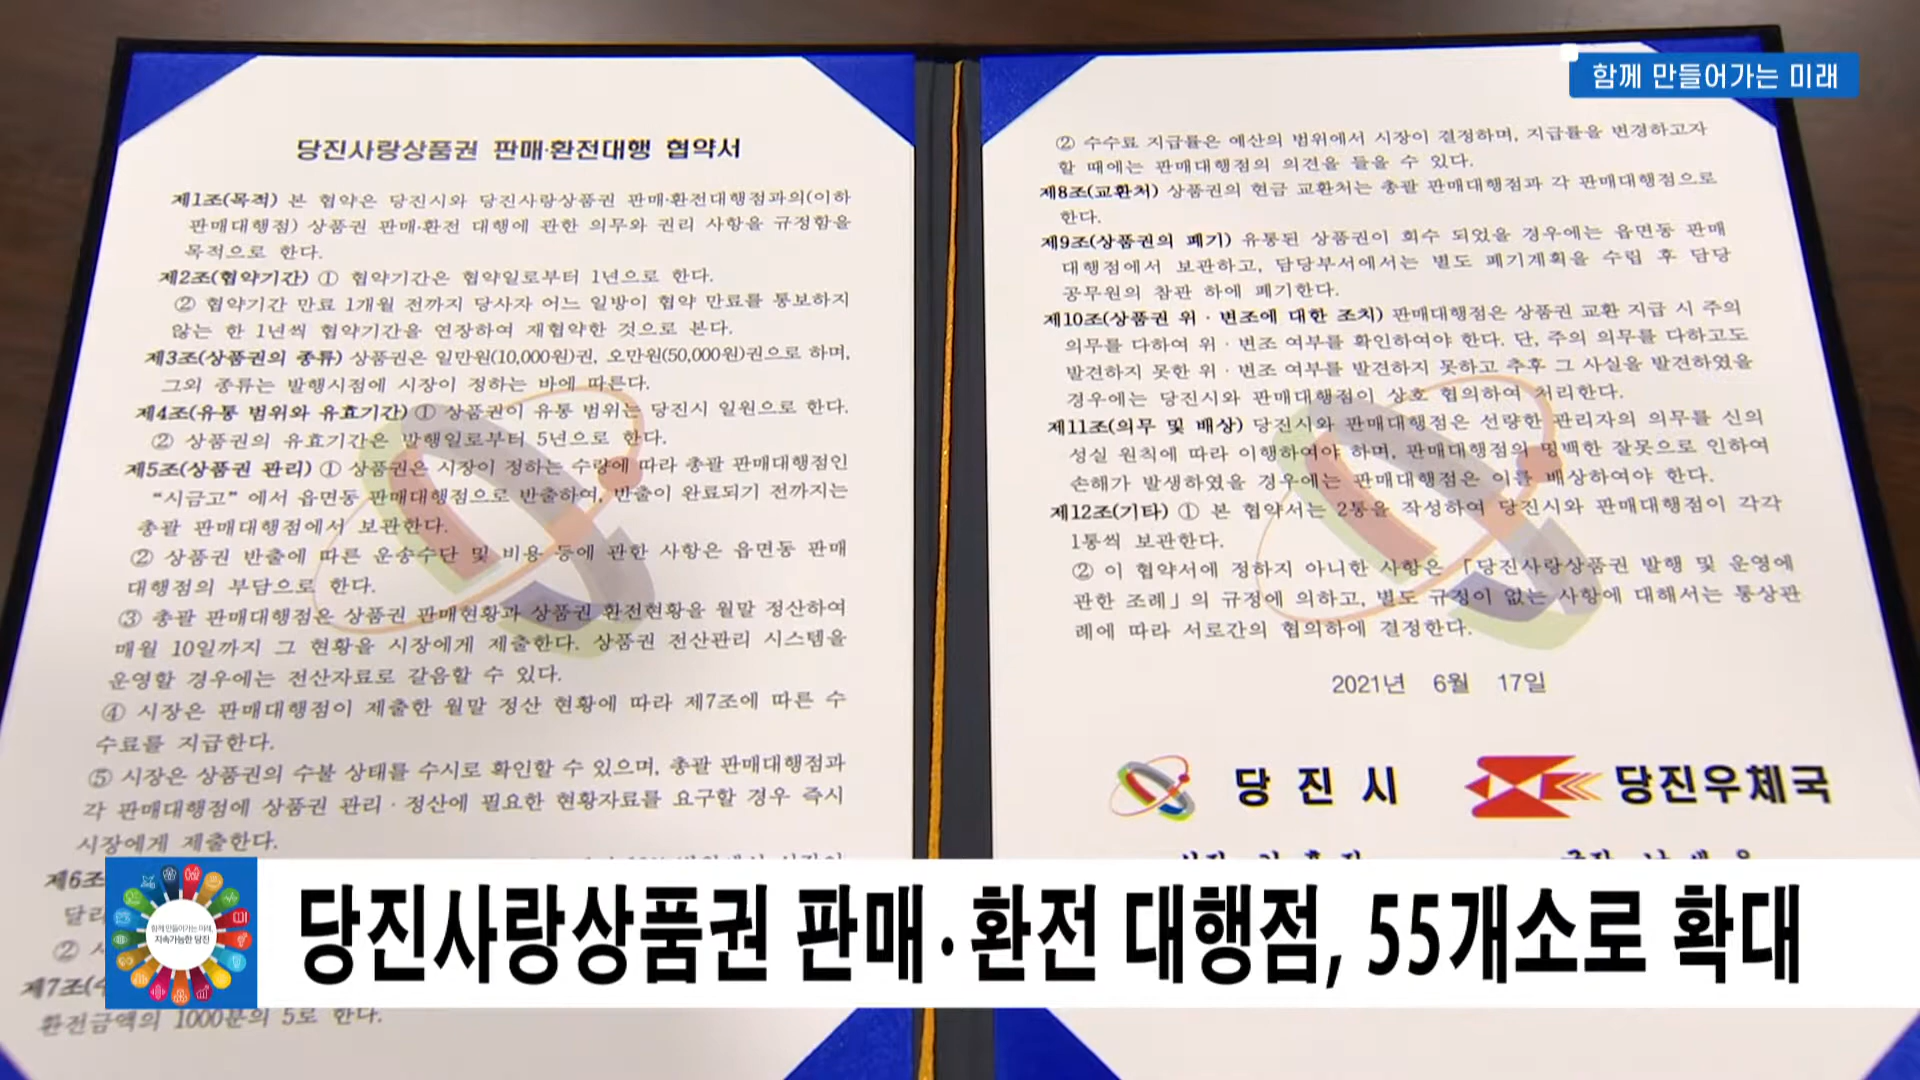 함께 만들어가는 미래
당진사랑상품권 판매·환전대행 협약서
제1조(목적) 본 협약은 당진시와 당진사랑상품권 판매·환전대행점과의(이하
판매대행점) 상품권 판매·환전 대행에 관한 의무와 권리 사항을 규정함을
목적으로 한다.
제2조(협약기간) ① 협약기간은 협약일로부터 1년으로 한다.
② 협약기간 만료 1개월 전까지 당사자 어느 일방이 협약 만료를 통보하지
않는 한 1년씩 협약기간을 연장하여 재협약한 것으로 본다.
제3조(상품권의 종류) 상품권은 일만원(10,000원)권, 오만원(50,000원)권으로 하며,
그외 종류는 발행시점에 시장이 정하는 바에 따른다.
제4조(유통 범위와 유효기간) ① 상품권이 유통 범위는 당진시 일원으로 한다.
② 상품권의 유효기간은 발행일로부터 5년으로 한다.
제5조(상품권 관리) ① 상품권은 시장이 정하는 수량에 따라 총괄 판매대행점인
“시금고” 에서 읍면동 판매대행점으로 반출하여, 반출이 완료되기 전까지는
총괄 판매대행점에서 보관한다.
② 상품권 반출에 따른 운송수단 및 비용 등에 관한 사항은 읍면동 판매
대행점의 부담으로 한다.
③ 총괄 판매대행점은 상품권 판매현황과 상품권 환전현황을 월말 정산하여
매월 10일까지 그 현황을 시장에게 제출한다. 상품권 전산관리 시스템을
운영할 경우에는 전산자료로 갈음할 수 있다.
④ 시장은 판매대행점이 제출한 월말 정산 현황에 따라 제7조에 따른 수
수료를 지급한다.
⑤ 시장은 상품권의 수불 상태를 수시로 확인할 수 있으며, 총괄 판매대행점과
각 판매대행점에 상품권 관리 · 정산에 필요한 현황자료를 요구할 경우 즉시
시장에게 제출한다.
제6조
②
제7조(
환전금액의 1000분의 5로 한다.
② 수수료 지급률은 예산의 범위에서 시장이 결정하며, 지급률을 변경하고자
할 때에는 판매대행점의 의견을 들을 수 있다.
제8조(교환처) 상품권의 현금 교환처는 총괄 판매대행점과 각 판매대행점으로
한다.
제9조(상품권의 폐기) 유통된 상품권이 회수 되었을 경우에는 읍면동 판매
대행점에서 보관하고, 담당부서에서는 별도 폐기계획을 수립 후 담당
공무원의 참관 하에 폐기한다.
제10조(상품권 위 · 변조에 대한 조치) 판매대행점은 상품권 교환 지급 시 주의
의무를 다하여 위 · 변조 여부를 확인하여야 한다. 단, 주의 의무를 다하고도
발견하지 못한 위 · 변조 여부를 발견하지 못하고 추후 그 사실을 발견하였을
경우에는 당진시와 판매대행점이 상호 협의하여 처리한다.
제11조(의무 및 배상) 당진시와 판매대행점은 선량한 관리자의 의무를 신의
성실 원칙에 따라 이행하여야 하며, 판매대행점의 명백한 잘못으로 인하여
손해가 발생하였을 경우에는 판매대행점은 이를 배상하여야 한다.
제12조(기타) ① 본 협약서는 2통을 작성하여 당진시와 판매대행점이 각각
1통씩 보관한다.
② 이 협약서에 정하지 아니한 사항은 「당진사랑상품권 발행 및 운영에
관한 조례」의 규정에 의하고, 별도 규정이 없는 사항에 대해서는 통상관
례에 따라 서로간의 협의하에 결정한다.
2021년 6월 17일
당 진 시 당진우체국
함께 만들어가는 미래,
지속가능한 당진
당진사랑상품권 판매·환전 대행점, 55개소로 확대